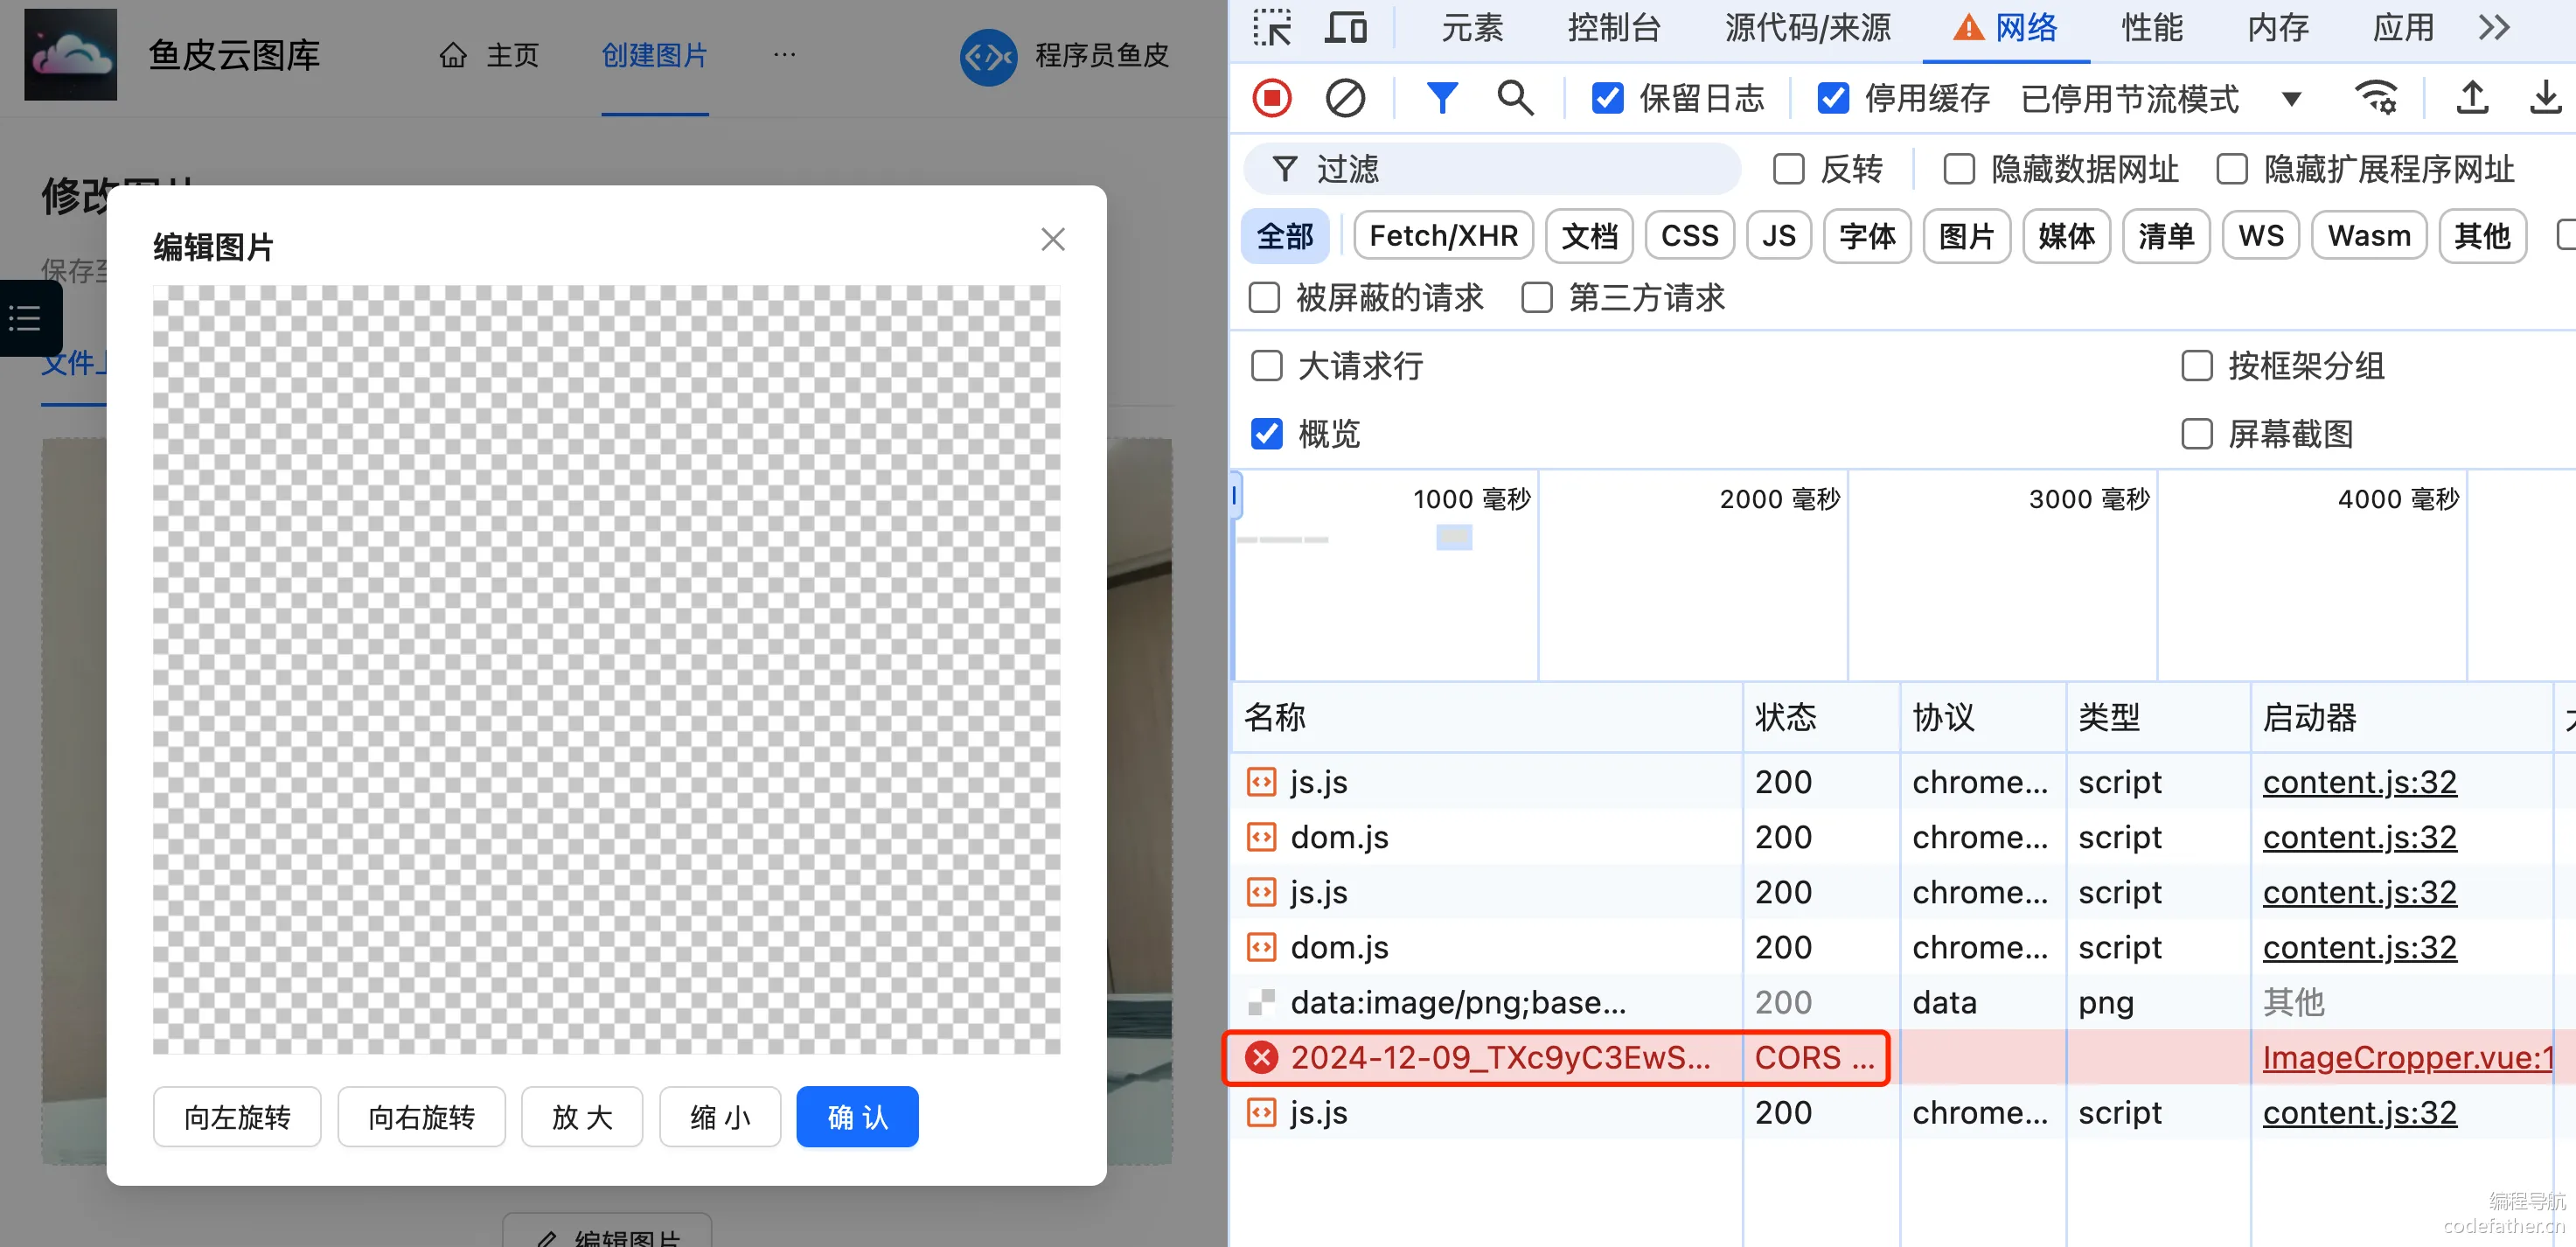 鱼皮云图库
主页
创建图片
···
程序员鱼皮
保存至
文件上
编辑图片
向左旋转
向右旋转
放 大
缩 小
确 认
编辑图片
元素
控制台
源代码/来源
网络
性能
内存
应用
保留日志
停用缓存
已停用节流模式
过滤
反转
隐藏数据网址
隐藏扩展程序网址
全部
Fetch/XHR
文档
CSS
JS
字体
图片
媒体
清单
WS
Wasm
其他
被屏蔽的请求
第三方请求
大请求行
按框架分组
概览
屏幕截图
1000 毫秒
2000 毫秒
3000 毫秒
4000 毫秒
名称 状态 协议 类型 启动器
js.js 200 chrome... script content.js:32
dom.js 200 chrome... script content.js:32
js.js 200 chrome... script content.js:32
dom.js 200 chrome... script content.js:32
data:image/png;base... 200 data png 其他
2024-12-09_TXc9yC3EwS... CORS ... ImageCropper.vue:1
js.js 200 chrome... script content.js:32
编程导航
codefather.cn